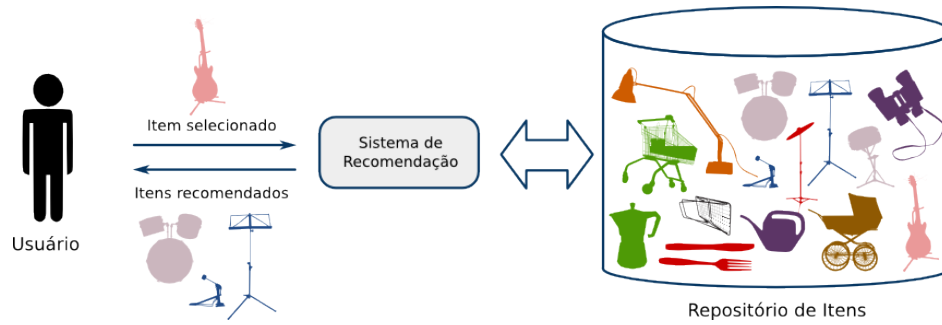 Item selecionado
Sistema de
Recomendação
Itens recomendados
Usuário
Repositório de Itens